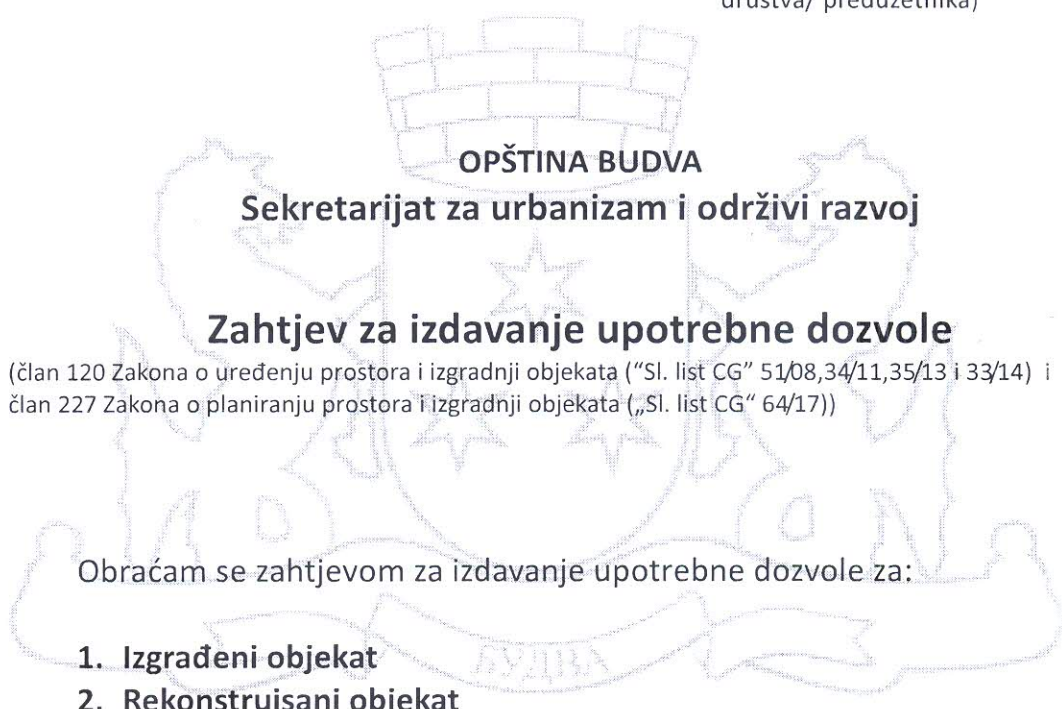 društva/ preduzetnika)
OPŠTINA BUDVA
Sekretarijat za urbanizam i održivi razvoj
Zahtjev za izdavanje upotrebne dozvole
(član 120 Zakona o uređenju prostora i izgradnji objekata (“Sl. list CG” 51/08,34/11,35/13 i 33/14) i
član 227 Zakona o planiranju prostora i izgradnji objekata („Sl. list CG“ 64/17))
Obraćam se zahtjevom za izdavanje upotrebne dozvole za:
1. Izgrađeni objekat
БУДВА
2. Rekonstruisani objekat